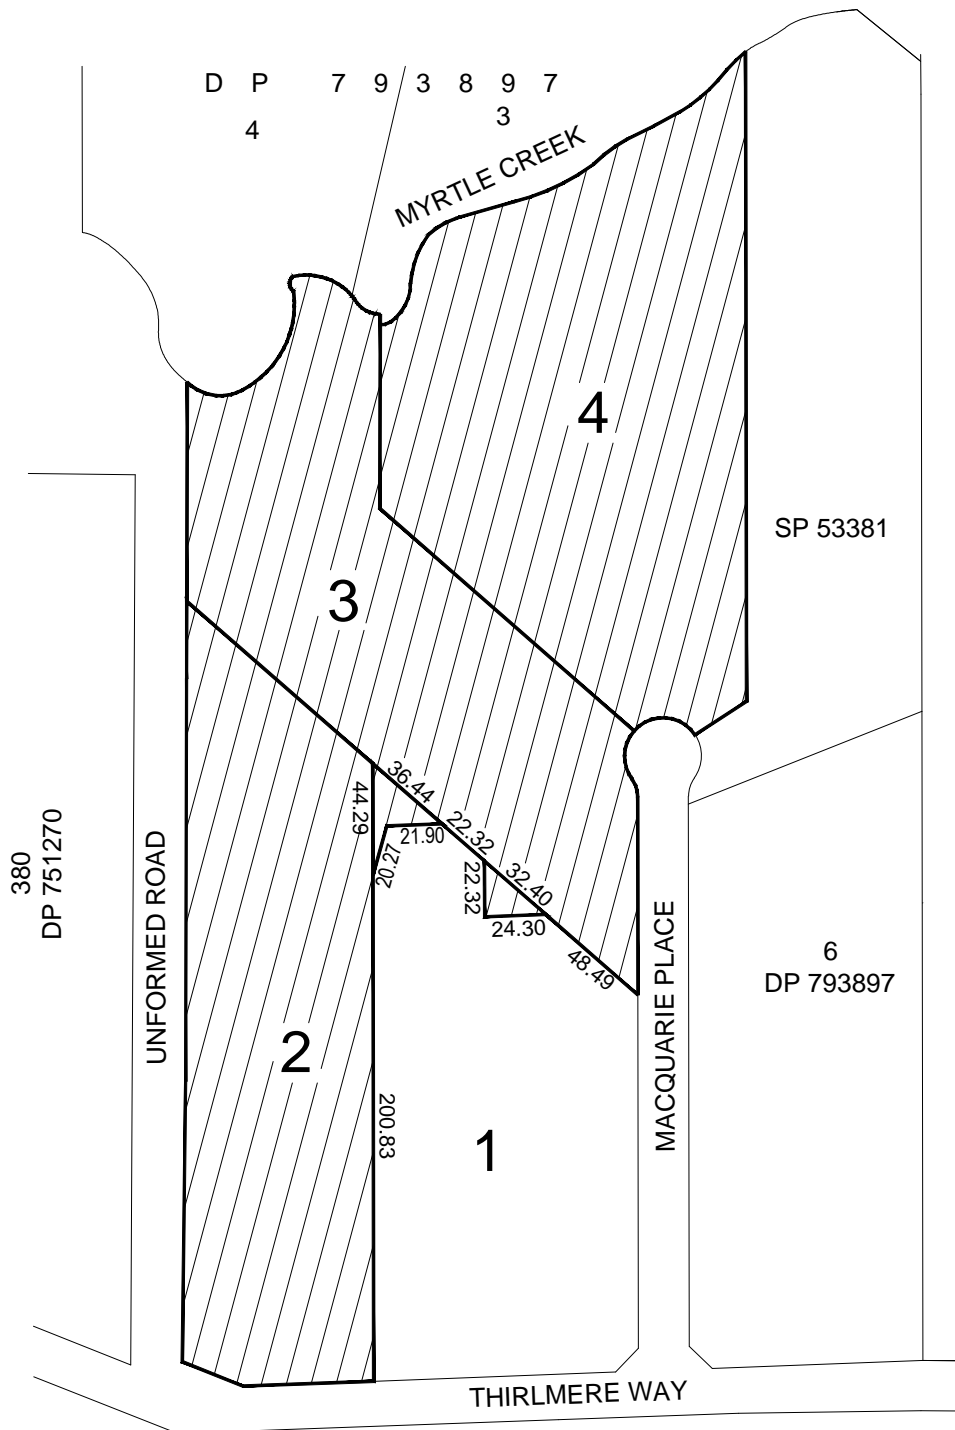 D P 7 9 3 8 9 7
4
3
MYRTLE CREEK
4
SP 53381
3
36.44
44.29
22.32
21.90
20.27
32.40
22.32
24.30
48.49
380
DP 751270
UNFORMED ROAD
MACQUARIE PLACE
6
DP 793897
2
200.83
1
THIRLMERE WAY